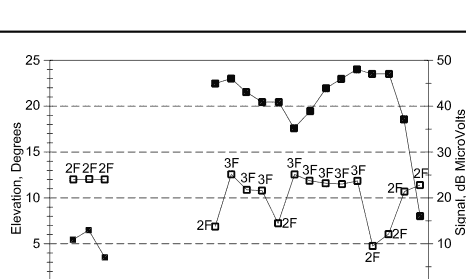 25
20
15
10
5
Elevation, Degrees
50
40
30
20
10
Signal, dB MicroVolts
2F 2F 2F
2F 3F 3F 3F 2F 3F 3F 3F 3F 3F 2F 2F 2F 2F